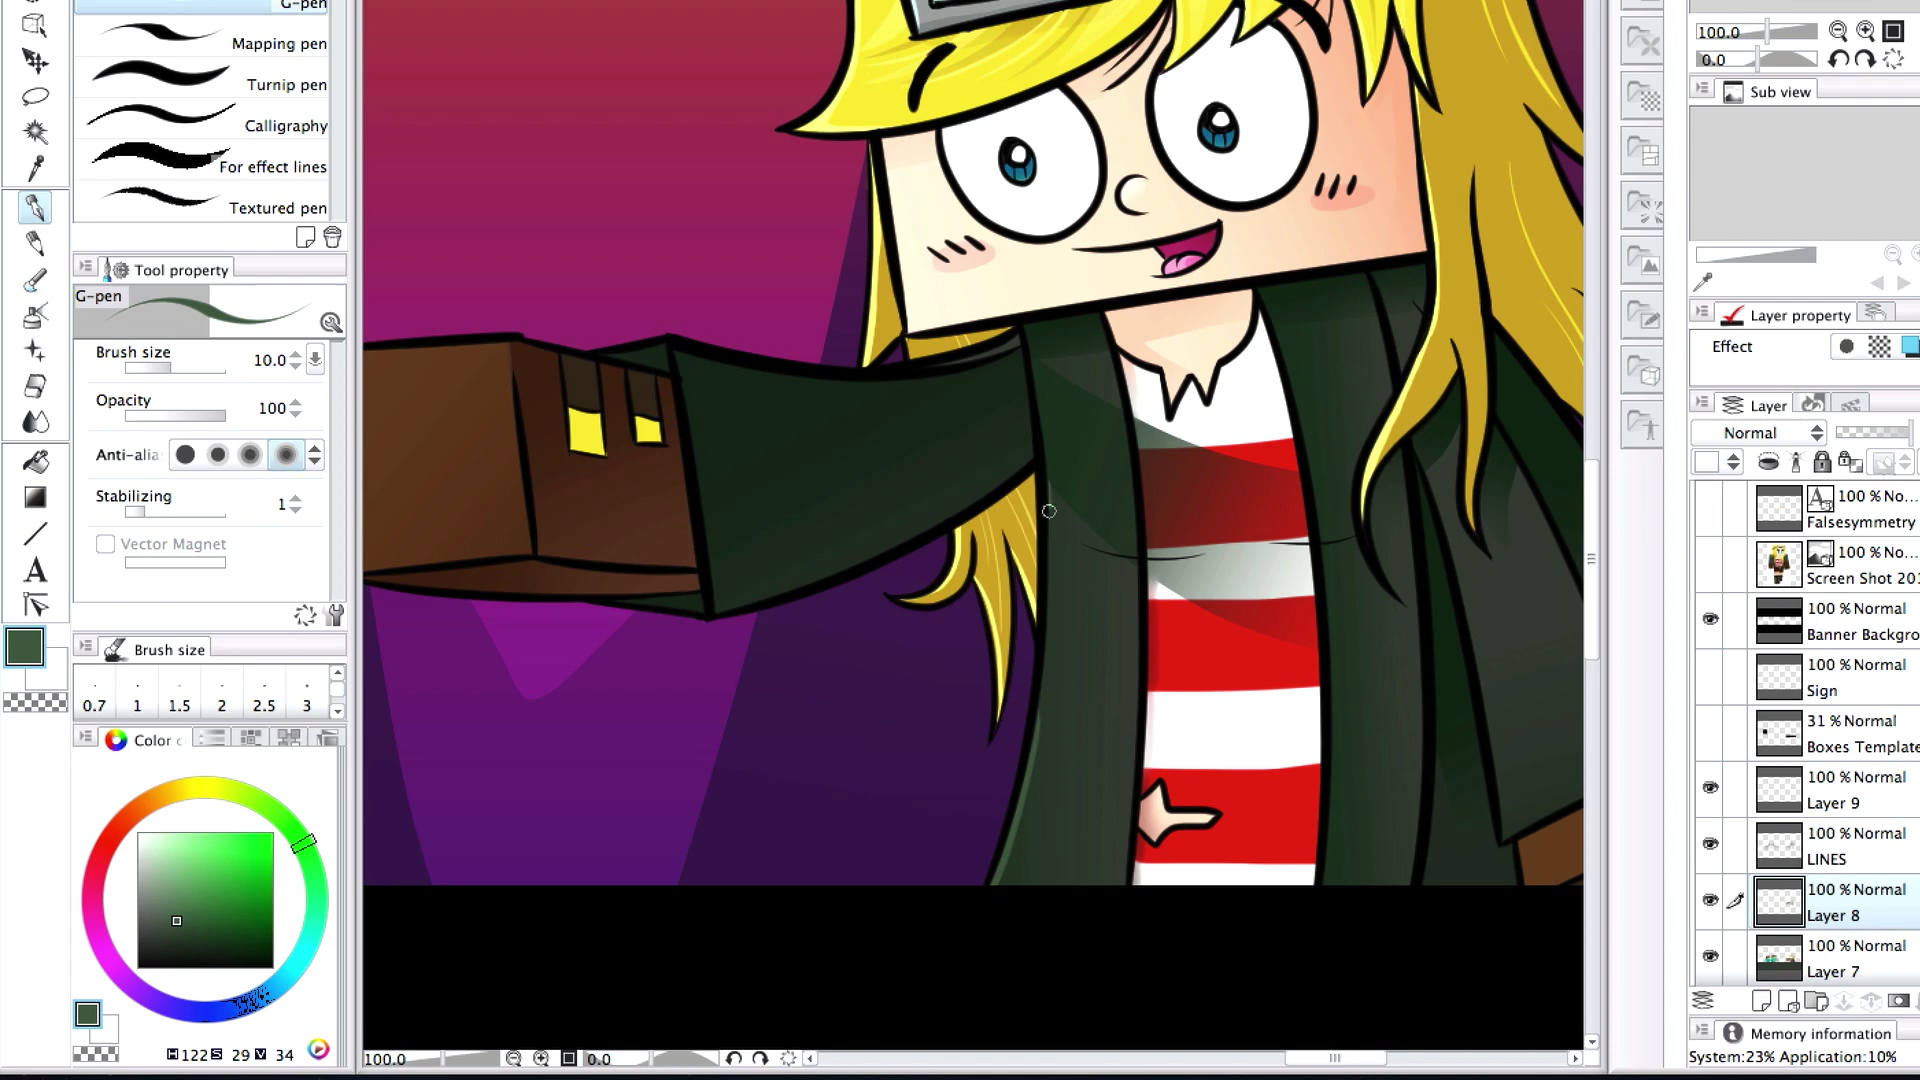 G-pen
Mapping pen
Turnip pen
Calligraphy
For effect lines
Textured pen
Tool property
G-pen
Brush size 10.0
Opacity 100
Anti-alia
Stabilizing 1
Vector Magnet
Brush size
0.7 1 1.5 2 2.5 3
Color c
H 122 S 29 V 34
100.0 0.0
100.0
0.0
Sub view
Layer property
Effect
Layer
Normal
100 % No...
Falsesymmetry
100 % No...
Screen Shot 201
100 % Normal
Banner Backgro
100 % Normal
Sign
31 % Normal
Boxes Template
100 % Normal
Layer 9
100 % Normal
LINES
100 % Normal
Layer 8
100 % Normal
Layer 7
Memory information
System:23% Application:10%